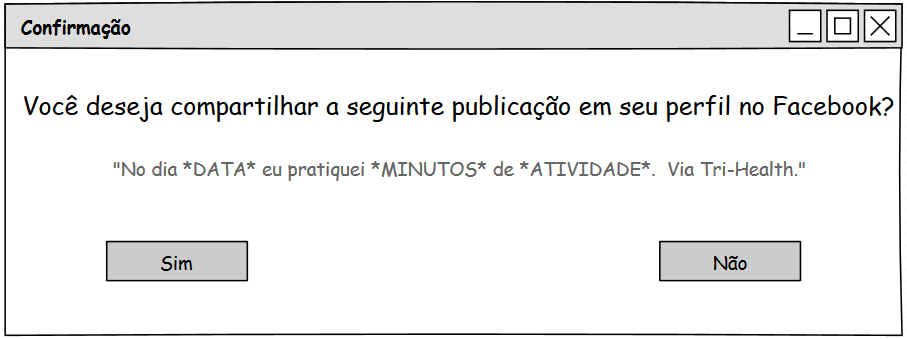 Confirmação
Você deseja compartilhar a seguinte publicação em seu perfil no Facebook?
"No dia *DATA* eu pratiquei *MINUTOS* de *ATIVIDADE*.  Via Tri-Health."
Sim
Não